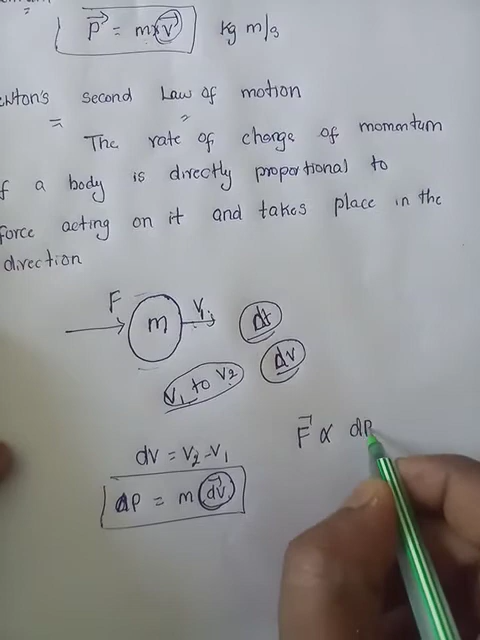 =
p⃗ = m×v⃗ kg m/s
Second Law of motion
The rate of change of momentum
a body is directly proportional to
force acting on it and takes place in the
direction
F m V₁ dt
dv
V₁ to V₂
F⃗ ∝ dp
dv = V₂-V₁
dp = m dv⃗